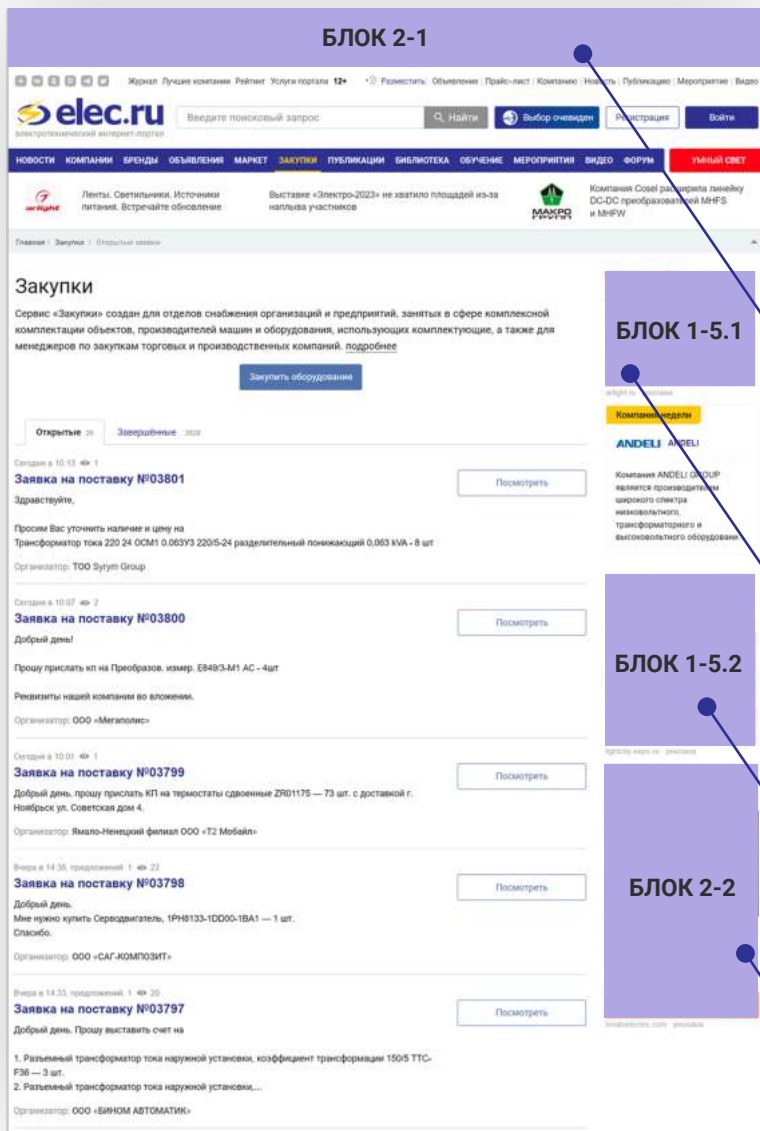 БЛОК 2-1
Журнал Лучшие компании Рейтинг Услуги портала 12+ Разместить: Объявление Прайс-лист Компанию Новость Публикацию Мероприятие Видео
elec.ru
электротехнический интернет-портал
Введите поисковый запрос
Найти
Выбор очевиден
Регистрация
Войти
НОВОСТИ КОМПАНИИ БРЕНДЫ ОБЪЯВЛЕНИЯ МАРКЕТ ЗАКУПКИ ПУБЛИКАЦИИ БИБЛИОТЕКА ОБУЧЕНИЕ МЕРОПРИЯТИЯ ВИДЕО ФОРУМ УМНЫЙ СВЕТ
arlight
Ленты. Светильники. Источники
питания. Встречайте обновление
Выставке «Электро-2023» не хватило площадей из-за
наплыва участников
МАКРО
ГРУПП
Компания Cosel расширила линейку
DC-DC преобразователей MHFS
и MHFW
Главная / Закупки / Открытые заявки
Закупки
Сервис «Закупки» создан для отделов снабжения организаций и предприятий, занятых в сфере комплексной
комплектации объектов, производителей машин и оборудования, использующих комплектующие, а также для
менеджеров по закупкам торговых и производственных компаний. подробнее
Закупить оборудование
БЛОК 1-5.1
arlight.ru реклама
Компания недели
ANDELI ANDELI
Компания ANDELI GROUP
является производителем
широкого спектра
низковольтного,
трансформаторного и
высоковольтного оборудовани
Открытые Завершённые
Сегодня в 10:13 1
Заявка на поставку №03801
Посмотреть
Здравствуйте,
Просим Вас уточнить наличие и цену на
Трансформатор тока 220 24 ОСМ1 0.063У3 220/5-24 разделительный понижающий 0,063 kVA - 8 шт
Организатор: ТОО Syrym Group
Сегодня в 10:07 2
Заявка на поставку №03800
Посмотреть
Добрый день!
Прошу прислать кп на Преобразов. измер. Е849/3-М1 АС - 4шт
Реквизиты нашей компании во вложении.
Организатор: ООО «Мегаполис»
БЛОК 1-5.2
Сегодня в 10:01 1
Заявка на поставку №03799
Посмотреть
Добрый день, прошу прислать КП на термостаты сдвоенные ZR01175 — 73 шт. с доставкой г.
Ноябрьск ул. Советская дом 4.
Организатор: Ямало-Ненецкий филиал ООО «Т2 Мобайл»
БЛОК 2-2
Вчера в 14:36, предложений: 1 22
Заявка на поставку №03798
Посмотреть
Добрый день.
Мне нужно купить Серводвигатель, 1PH8133-1DD00-1BA1 — 1 шт.
Спасибо.
Организатор: ООО «САГ-КОМПОЗИТ»
Вчера в 14:33, предложений: 1 20
Заявка на поставку №03797
Посмотреть
Добрый день. Прошу выставить счет на
1. Разъемный трансформатор тока наружной установки, коэффициент трансформации 150/5 ТТС-
F36 — 3 шт.
2. Разъемный трансформатор тока наружной установки,...
Организатор: ООО «БИНОМ АВТОМАТИК»